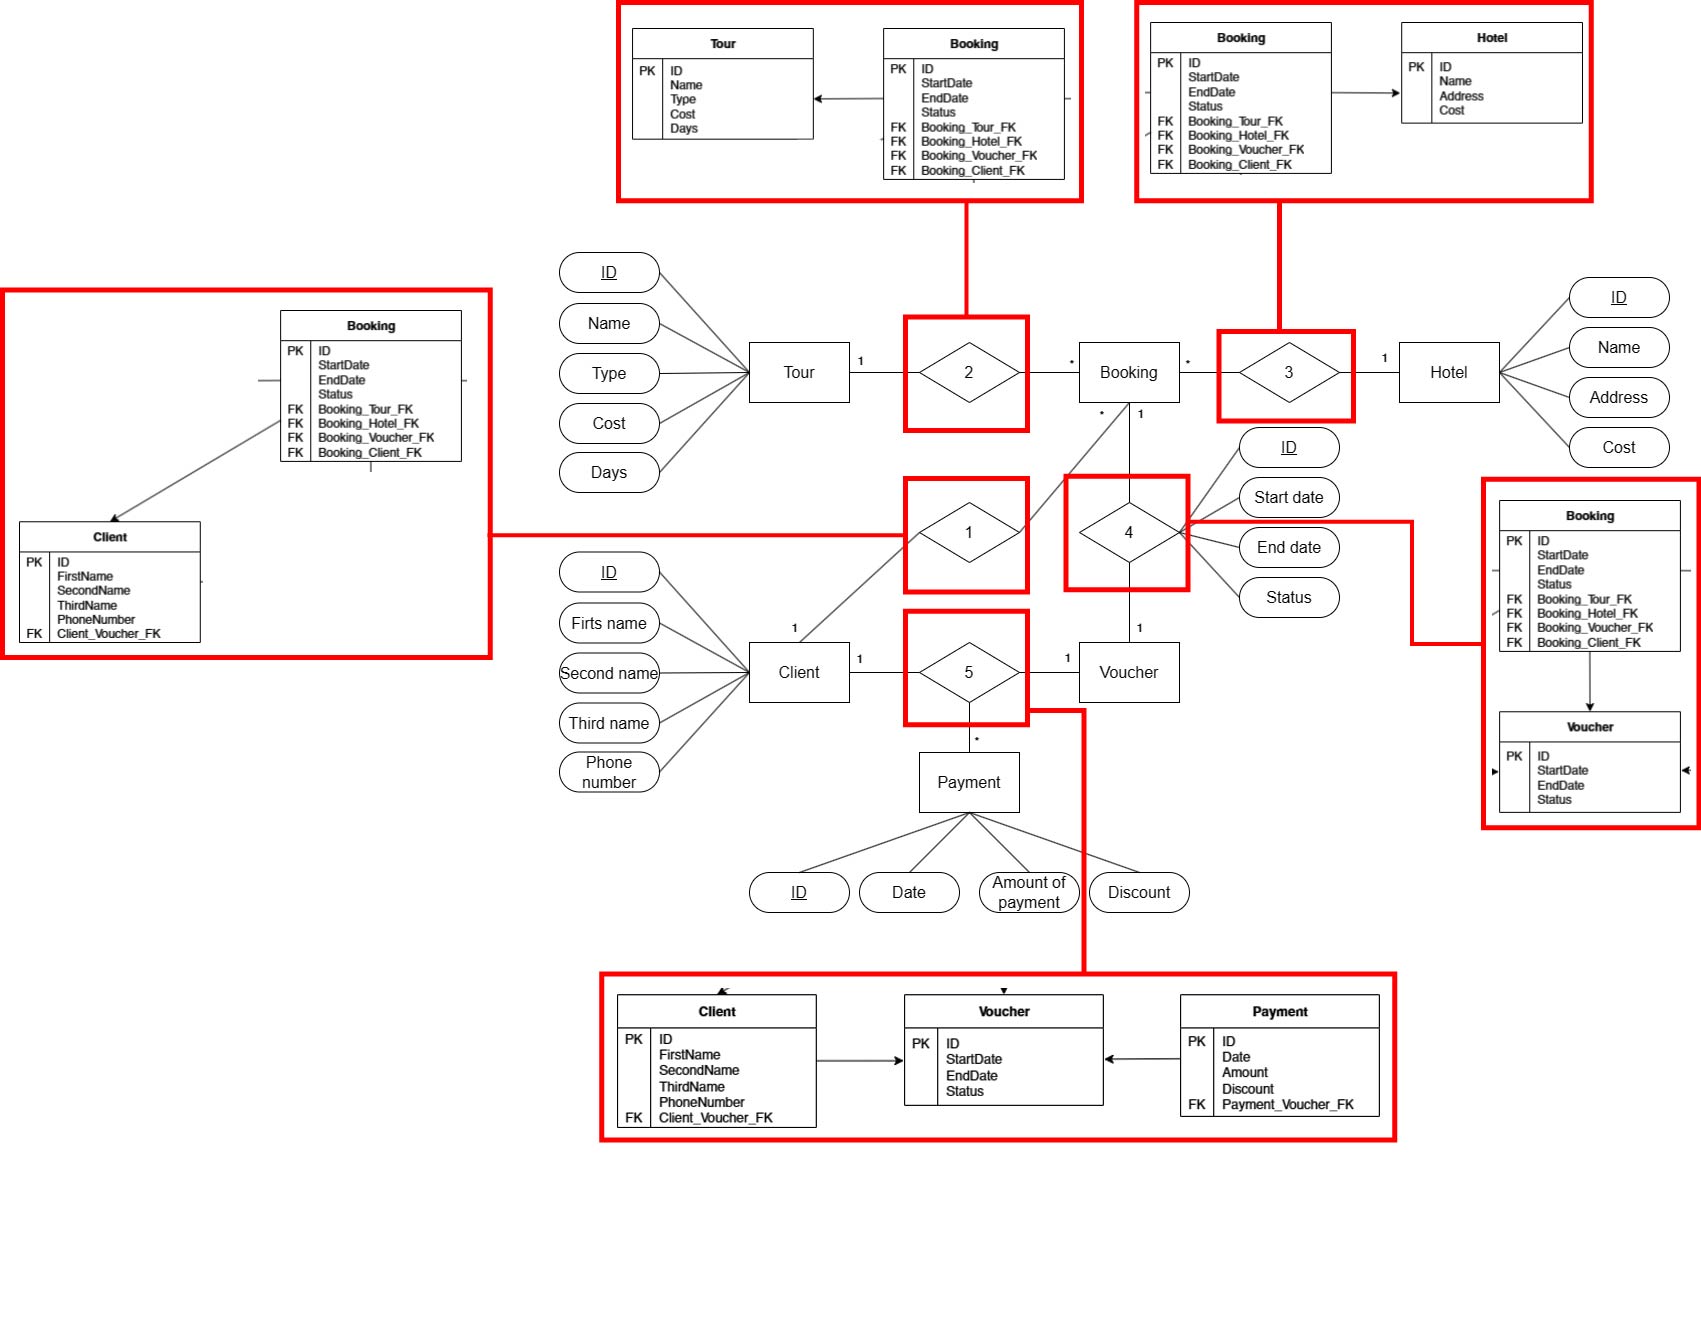 Tour
PK ID
Name
Type
Cost
Days
Booking
PK ID
StartDate
EndDate
Status
FK Booking_Tour_FK
FK Booking_Hotel_FK
FK Booking_Voucher_FK
FK Booking_Client_FK
Booking
PK ID
StartDate
EndDate
Status
FK Booking_Tour_FK
FK Booking_Hotel_FK
FK Booking_Voucher_FK
FK Booking_Client_FK
Hotel
PK ID
Name
Address
Cost
Booking
PK ID
StartDate
EndDate
Status
FK Booking_Tour_FK
FK Booking_Hotel_FK
FK Booking_Voucher_FK
FK Booking_Client_FK
Client
PK ID
FirstName
SecondName
ThirdName
PhoneNumber
FK Client_Voucher_FK
ID
Name
Type
Cost
Days
Tour
1
2
*
Booking
*
3
1
Hotel
ID
Name
Address
Cost
*
1
1
4
ID
Start date
End date
Status
ID
Firts name
Second name
Third name
Phone
number
1
Client
1
5
1
1
Voucher
*
Payment
ID
Date
Amount of
payment
Discount
Booking
PK ID
StartDate
EndDate
Status
FK Booking_Tour_FK
FK Booking_Hotel_FK
FK Booking_Voucher_FK
FK Booking_Client_FK
Voucher
PK ID
StartDate
EndDate
Status
Client
PK ID
FirstName
SecondName
ThirdName
PhoneNumber
FK Client_Voucher_FK
Voucher
PK ID
StartDate
EndDate
Status
Payment
PK ID
Date
Amount
Discount
FK Payment_Voucher_FK